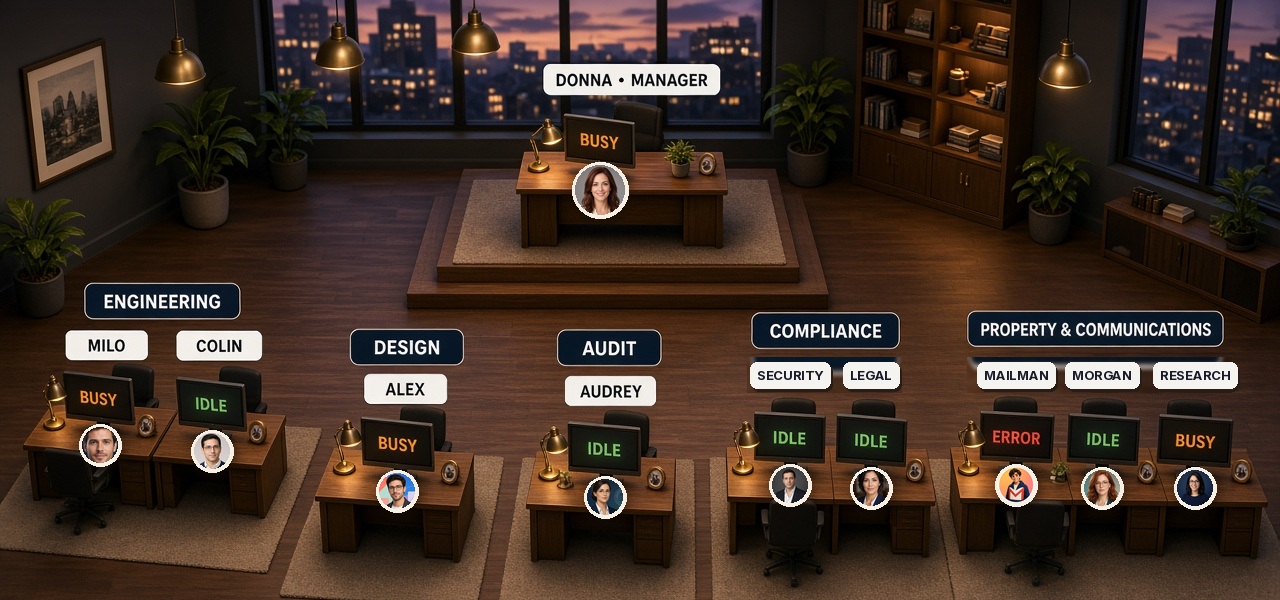 DONNA • MANAGER
BUSY
ENGINEERING
MILO
COLIN
BUSY
IDLE
DESIGN
ALEX
BUSY
AUDIT
AUDREY
IDLE
COMPLIANCE
SECURITY
LEGAL
IDLE
IDLE
PROPERTY & COMMUNICATIONS
MAILMAN
MORGAN
RESEARCH
ERROR
IDLE
BUSY